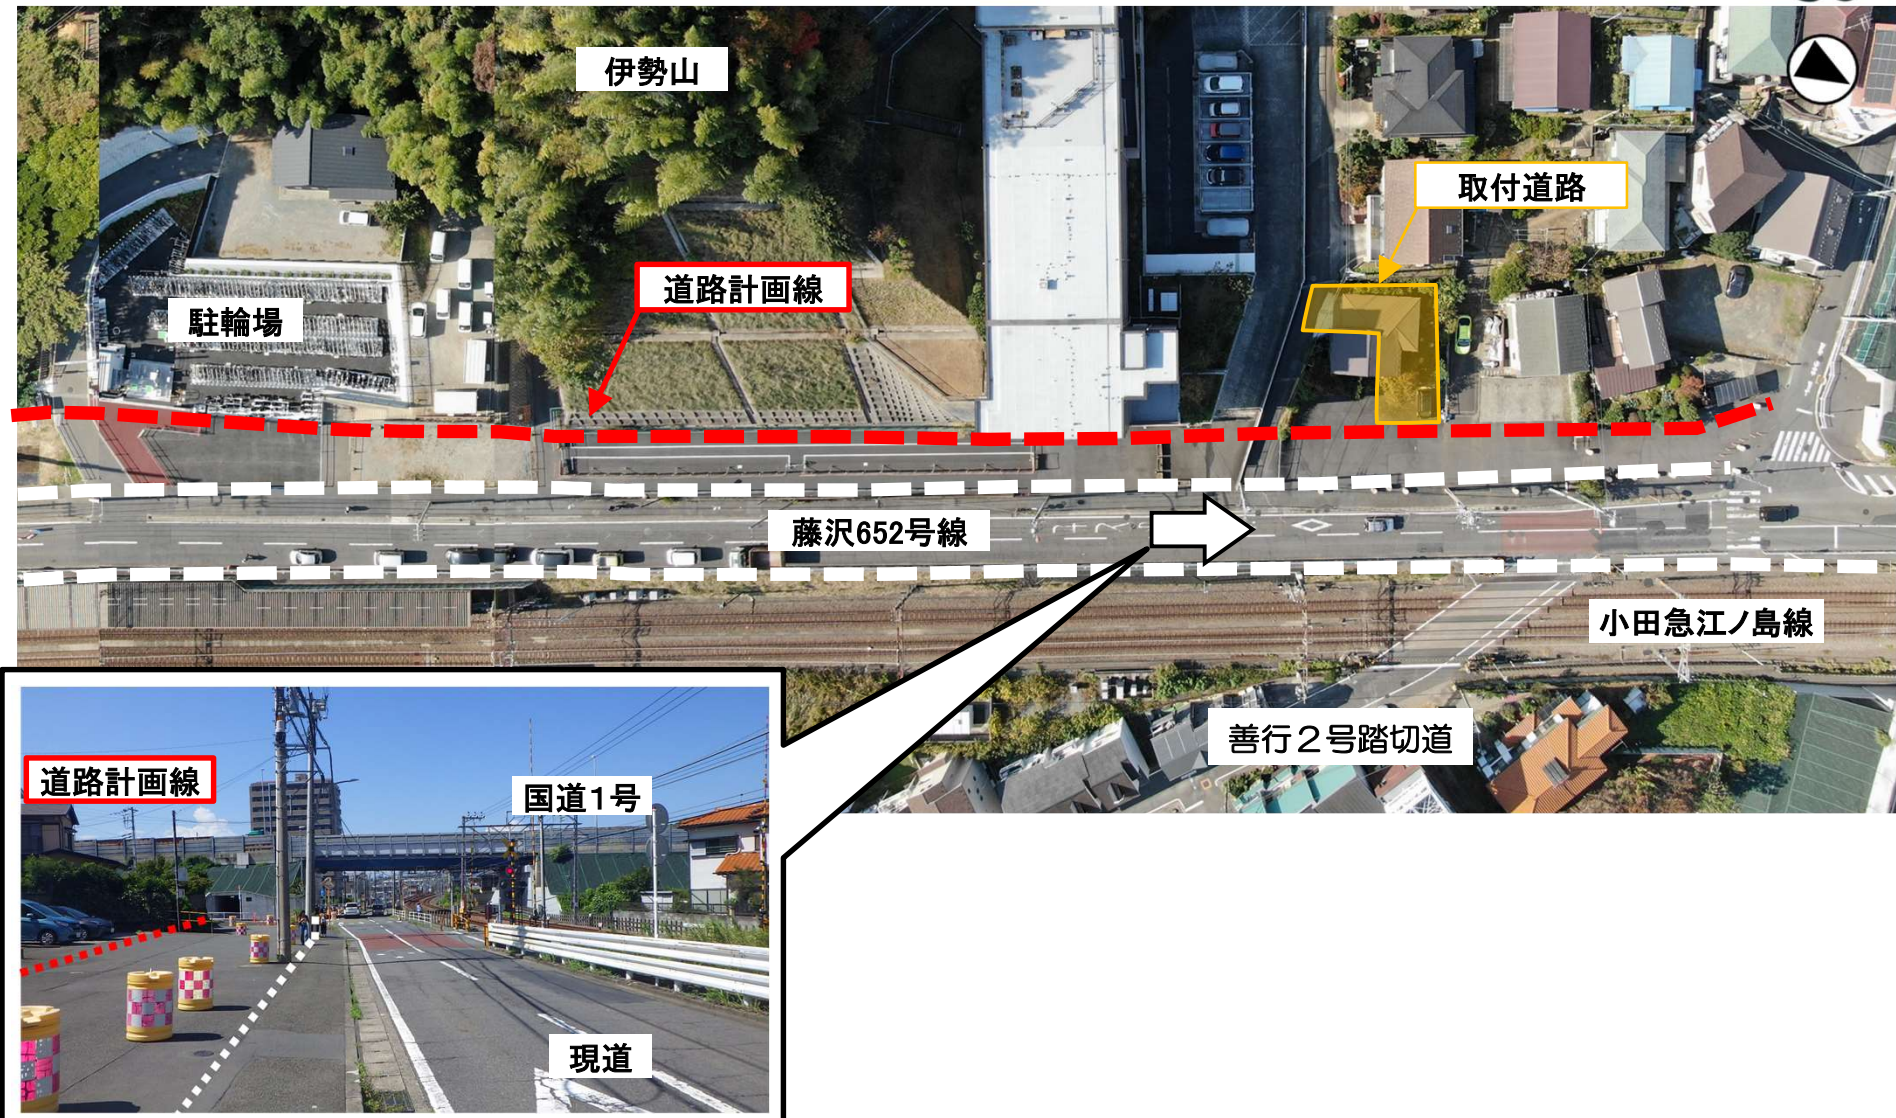 伊勢山
取付道路
道路計画線
駐輪場
藤沢652号線
小田急江ノ島線
善行２号踏切道
道路計画線
国道1号
現道